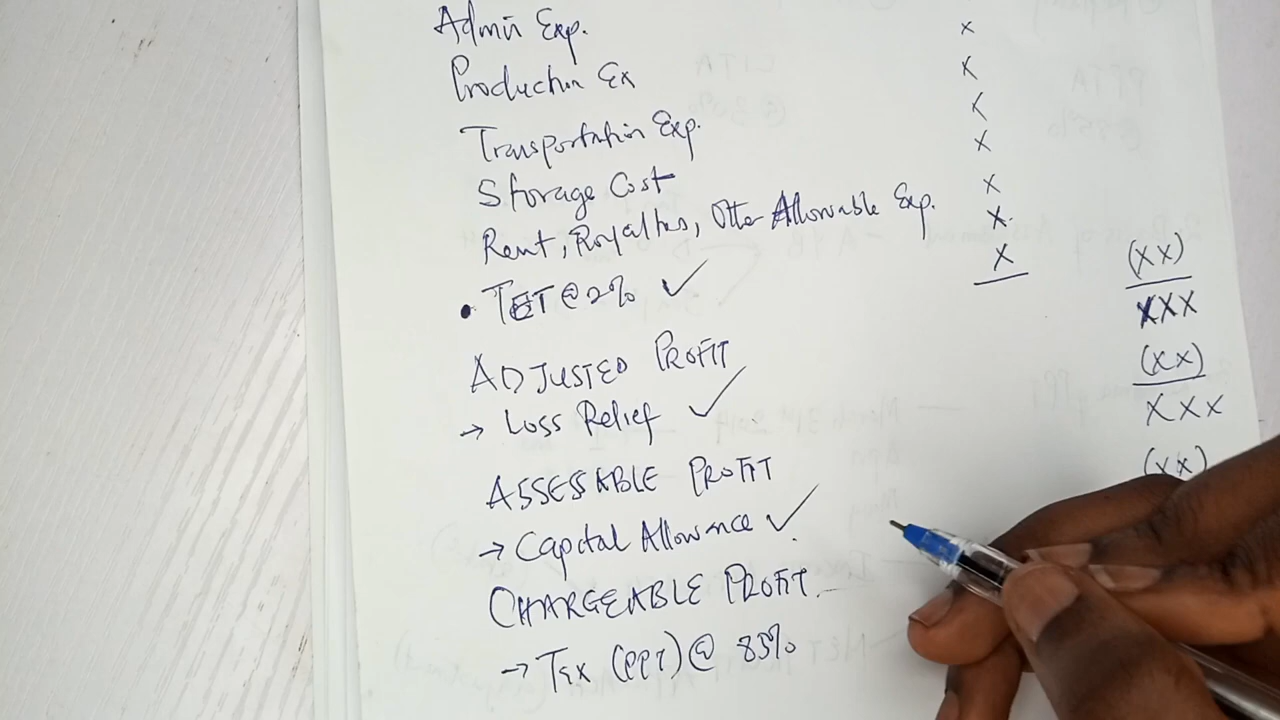 Admin Exp. x
Production Ex x
x
Transportation Exp. x
Storage Cost x
Rent, Royalties, Other Allowable Exp. x
• TET @ 2% ✓ x (xx)
ADJUSTED PROFIT xxx
→ Loss Relief ✓ (xx)
ASSESSABLE PROFIT xxx
→ Capital Allowance ✓ (xx)
CHARGEABLE PROFIT
→ Tax (PPT) @ 85%